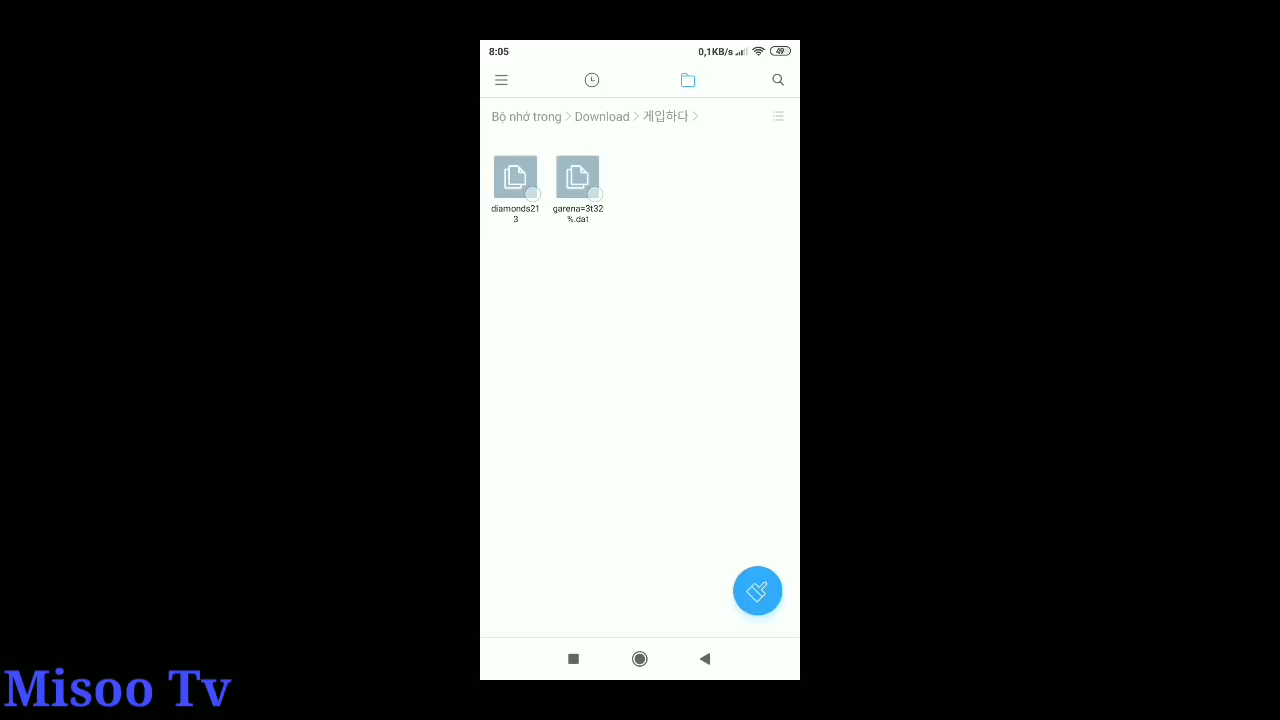 8:05
0,1KB/s
49
Bộ nhớ trong > Download > 게입하다 >
diamonds21
3
garena=3t32
%.dat
Misoo Tv